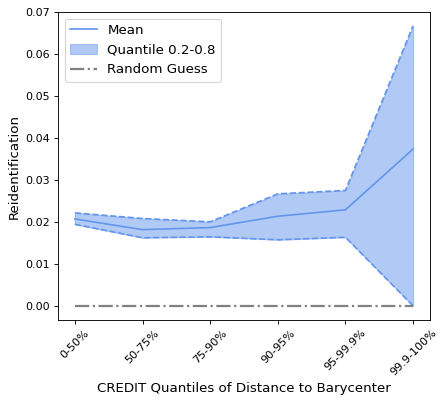 0.07
0.06
0.05
0.04
0.03
0.02
0.01
0.00
Reidentification
Mean
Quantile 0.2-0.8
Random Guess
0-50%
50-75%
75-90%
90-95%
95-99.9%
99.9-100%
CREDIT Quantiles of Distance to Barycenter